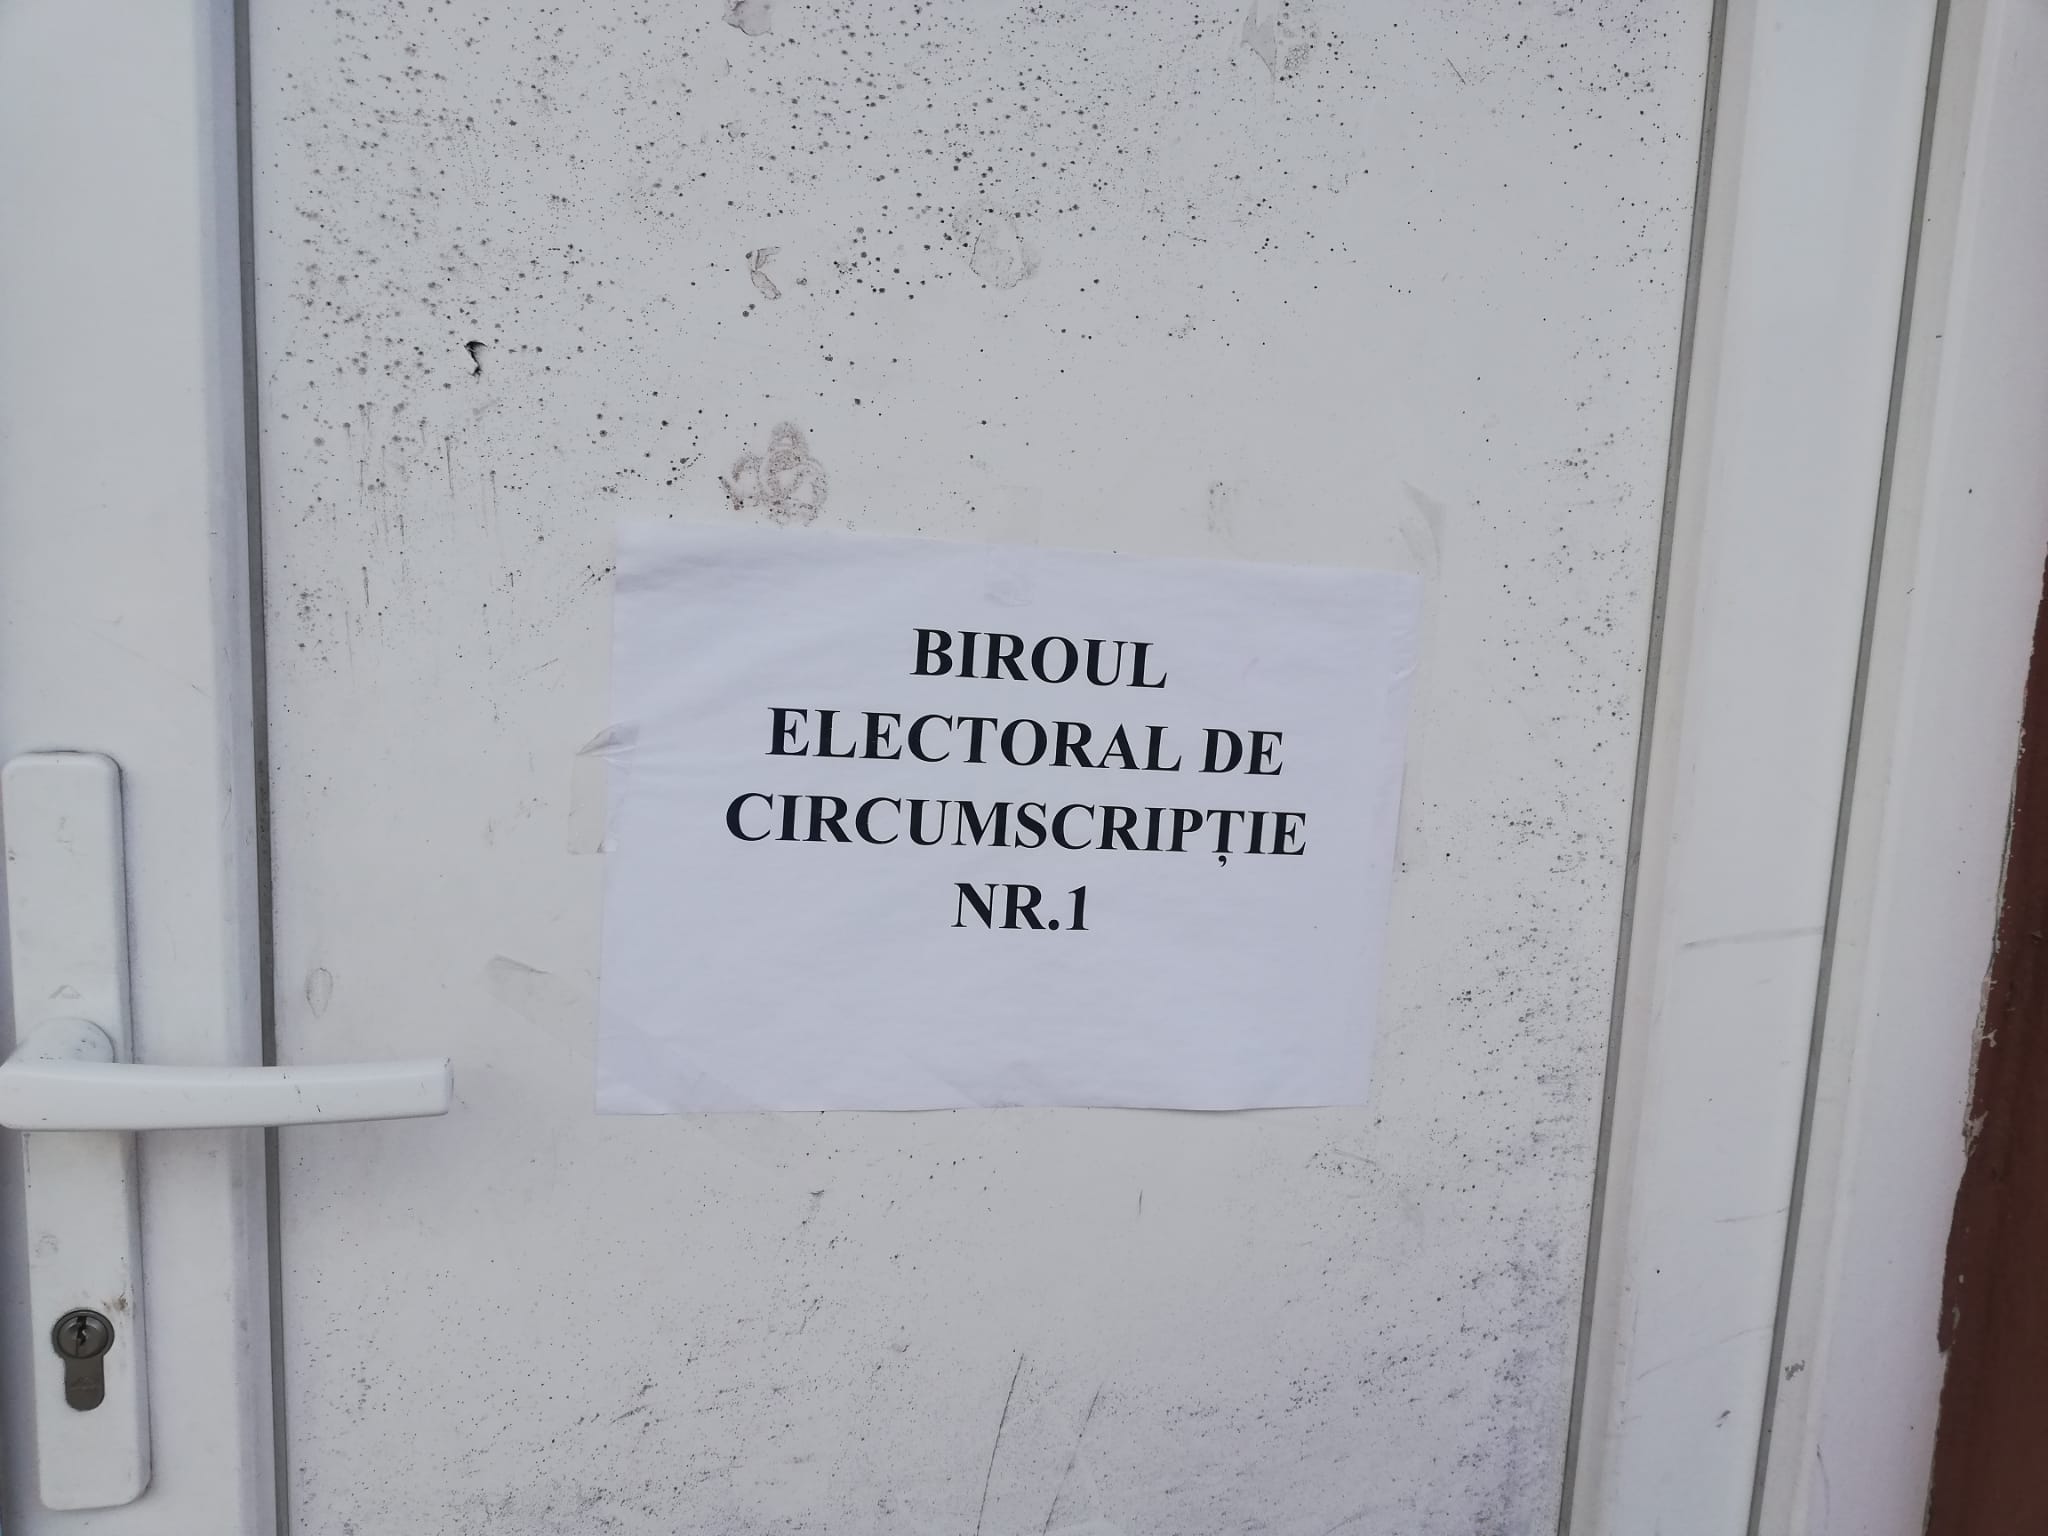 BIROUL
ELECTORAL DE
CIRCUMSCRIPȚIE
NR.1